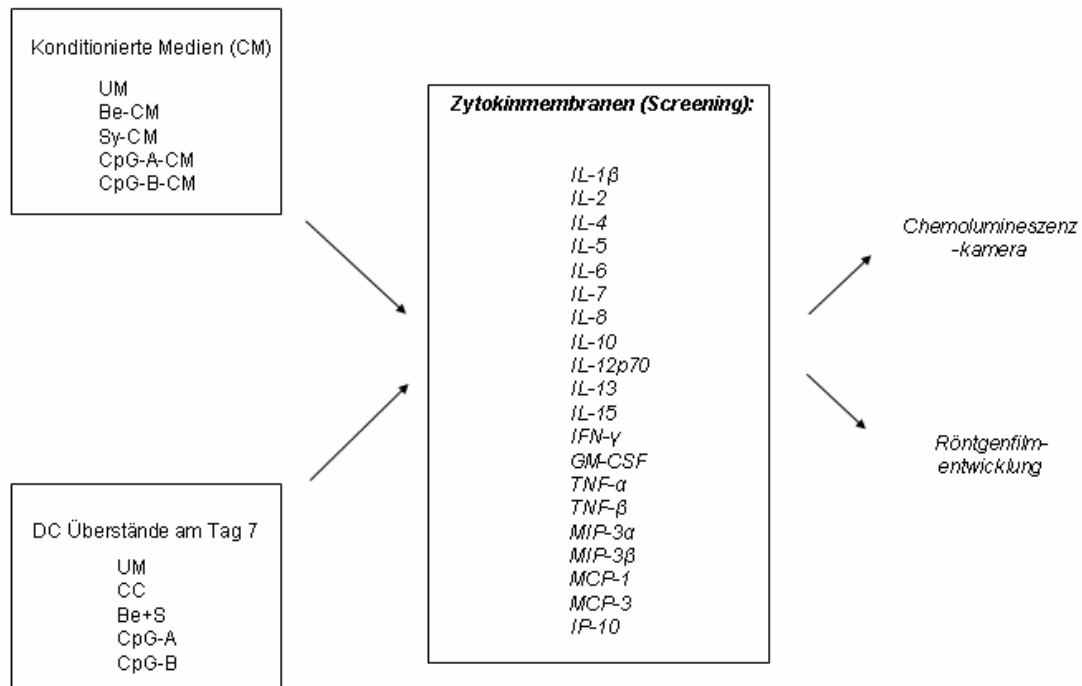 Konditionierte Medien (CM)
UM
Be-CM
Sy-CM
CpG-A-CM
CpG-B-CM
DC Überstände am Tag 7
UM
CC
Be+S
CpG-A
CpG-B
Zytokinmembranen (Screening):
IL-1β
IL-2
IL-4
IL-5
IL-6
IL-7
IL-8
IL-10
IL-12p70
IL-13
IL-15
IFN-γ
GM-CSF
TNF-α
TNF-β
MIP-3α
MIP-3β
MCP-1
MCP-3
IP-10
Chemolumineszenz
-kamera
Röntgenfilm-
entwicklung